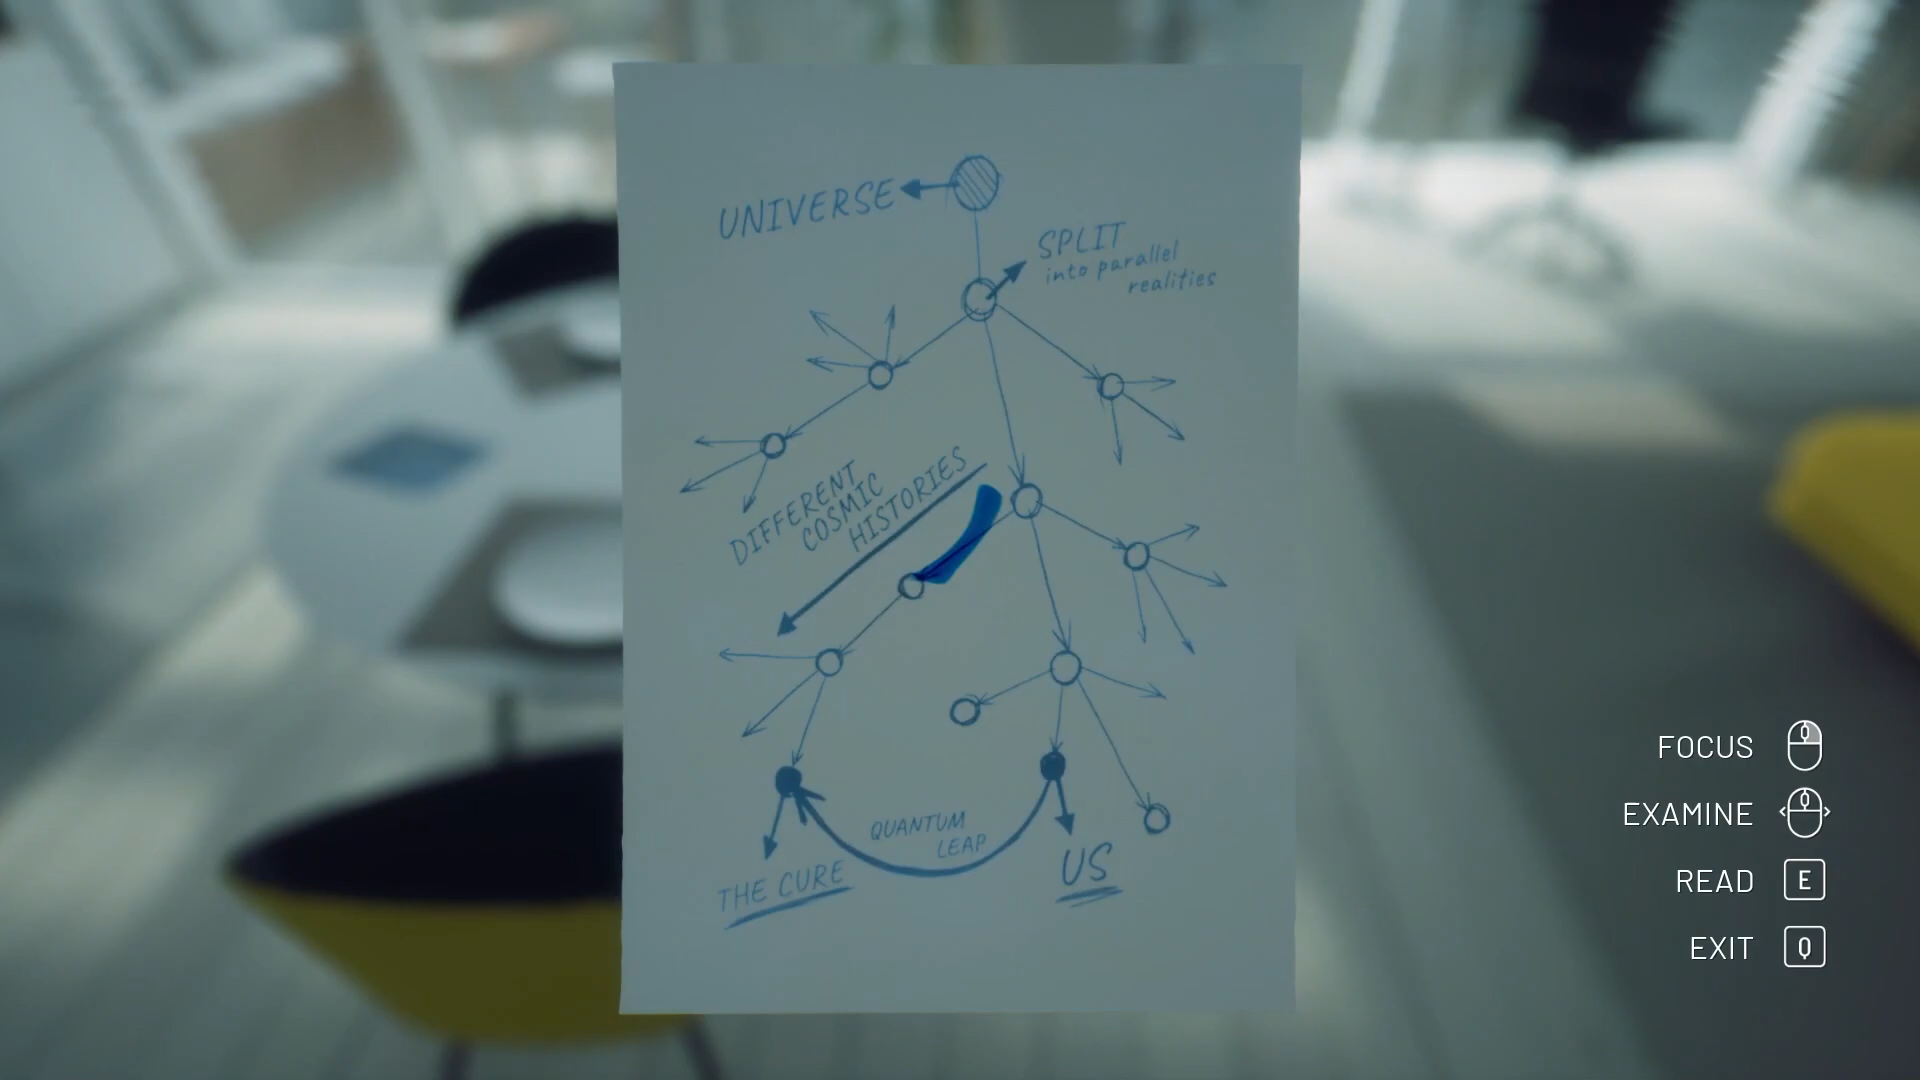 UNIVERSE
SPLIT
into parallel
realities
DIFFERENT
COSMIC
HISTORIES
QUANTUM
LEAP
THE CURE
US
FOCUS
EXAMINE
READ E
EXIT Q